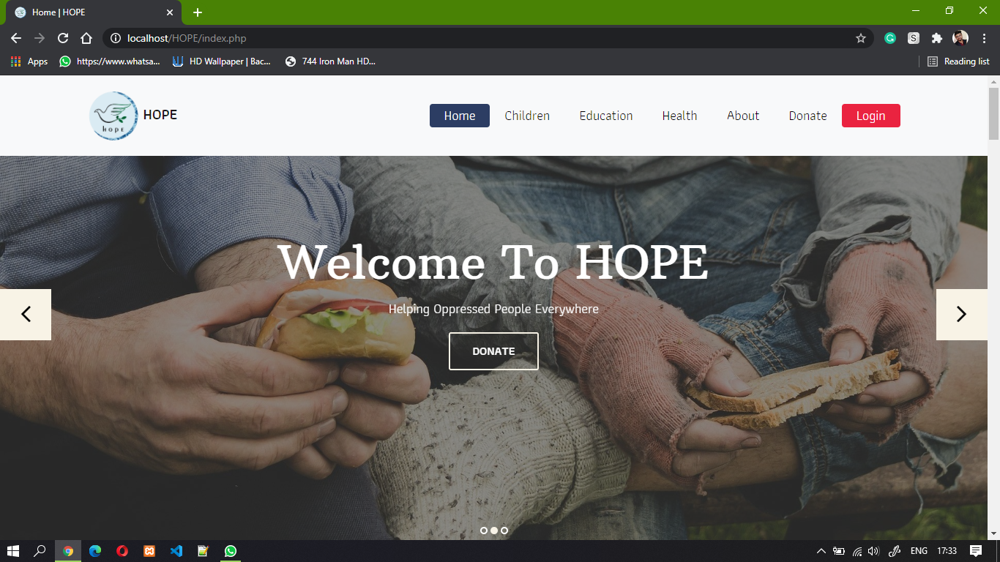 Home | HOPE
localhost/HOPE/index.php
Apps
https://www.whatsa...
HD Wallpaper | Bac...
744 Iron Man HD...
Reading list
hope
HOPE
Home
Children
Education
Health
About
Donate
Login
Welcome To HOPE
Helping Oppressed People Everywhere
DONATE
ENG
17:33